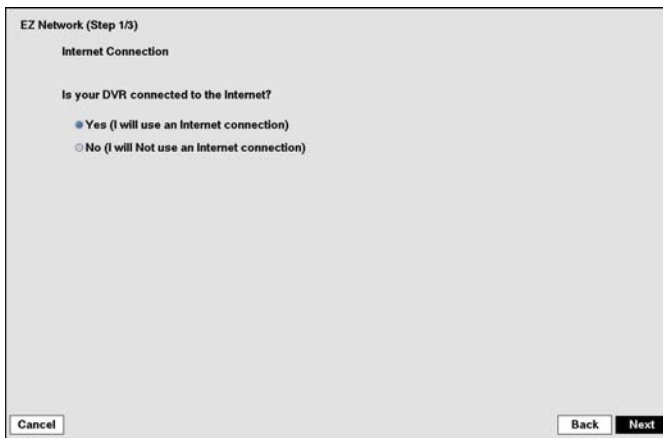 EZ Network (Step 1/3)
Internet Connection
Is your DVR connected to the Internet?
Yes (I will use an Internet connection)
No (I will Not use an Internet connection)
Cancel
Back
Next